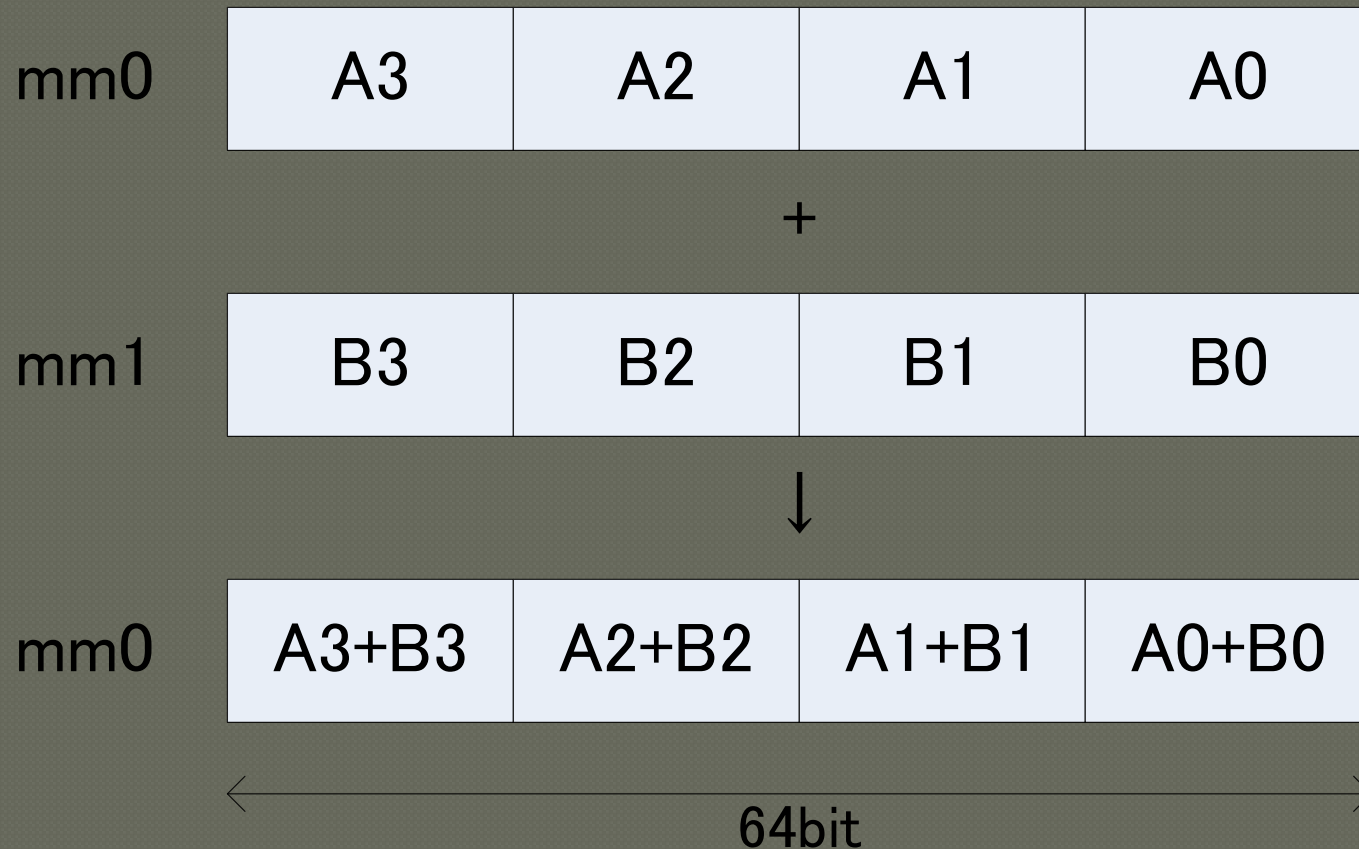 mm0 A3 A2 A1 A0
+
mm1 B3 B2 B1 B0
↓
mm0 A3+B3 A2+B2 A1+B1 A0+B0
64bit